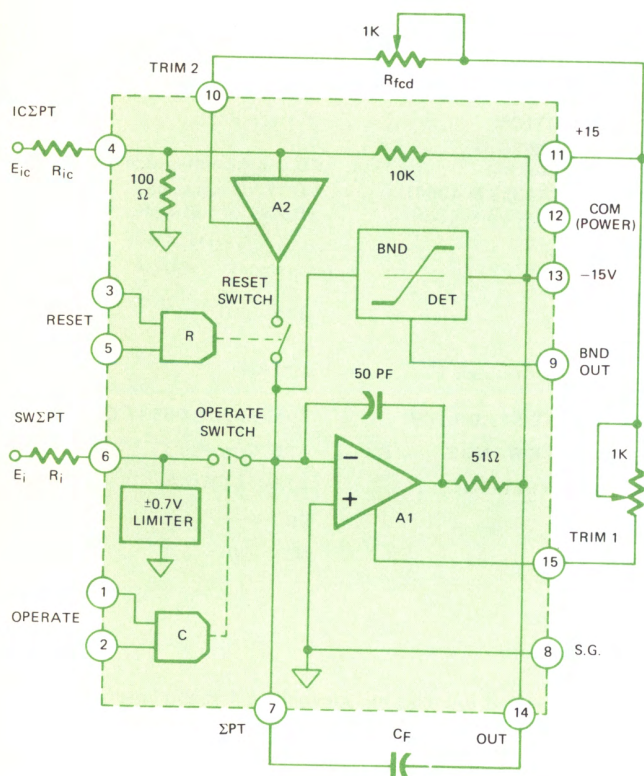 1K
TRIM 2
R_fcd
10
ICΣPT
4
+15
11
E_ic
R_ic
100 Ω
10K
A2
COM (POWER)
12
BND
DET
13
−15V
RESET SWITCH
3
RESET
R
5
9
BND OUT
50 PF
SWΣPT
OPERATE SWITCH
6
E_i
R_i
−
+
A1
51Ω
1K
±0.7V
LIMITER
TRIM 1
15
1
OPERATE
2
C
8
S.G.
7
14
ΣPT
C_F
OUT